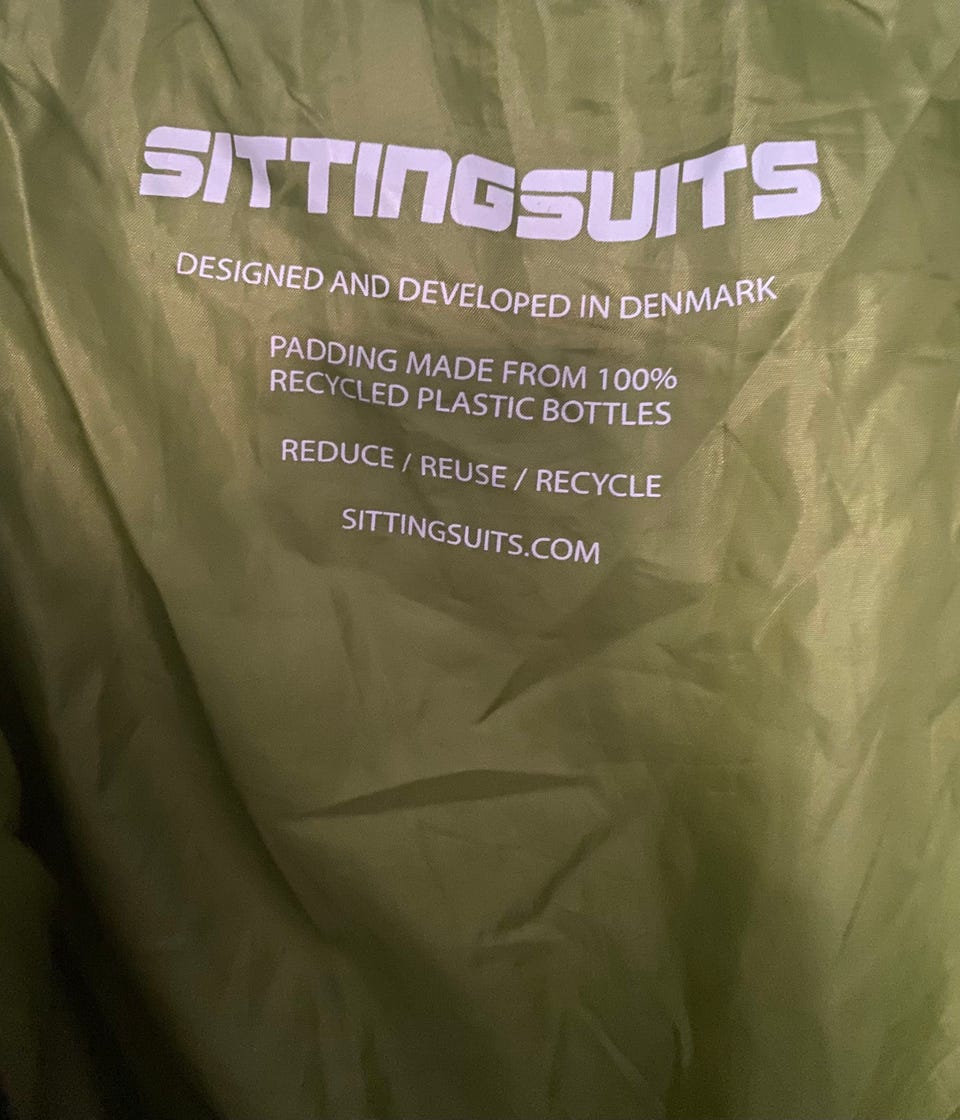 SITTINGSUITS
DESIGNED AND DEVELOPED IN DENMARK
PADDING MADE FROM 100%
RECYCLED PLASTIC BOTTLES
REDUCE / REUSE / RECYCLE
SITTINGSUITS.COM